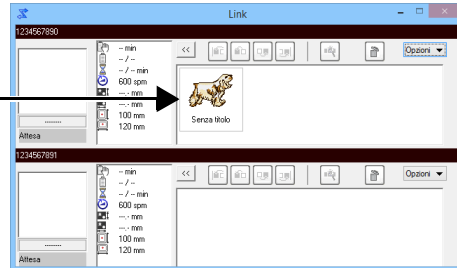 Link
1234567890
-- min
-- / --
-- / -- min
600 spm
---.- mm
---.- mm
100 mm
120 mm
--------
Attesa
<<
Opzioni
Senza titolo
1234567891
-- min
-- / --
-- / -- min
600 spm
---.- mm
---.- mm
100 mm
120 mm
--------
Attesa
<<
Opzioni